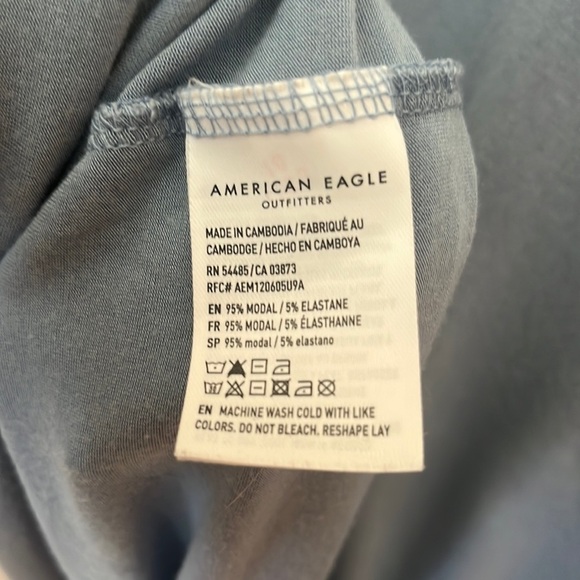 AMERICAN EAGLE
OUTFITTERS
MADE IN CAMBODIA / FABRIQUÉ AU
CAMBODGE / HECHO EN CAMBOYA
RN 54485 / CA 03873
RFC# AEM120605U9A
EN 95% MODAL / 5% ELASTANE
FR 95% MODAL / 5% ÉLASTHANNE
SP 95% modal / 5% elastano
EN MACHINE WASH COLD WITH LIKE
COLORS. DO NOT BLEACH. RESHAPE LAY